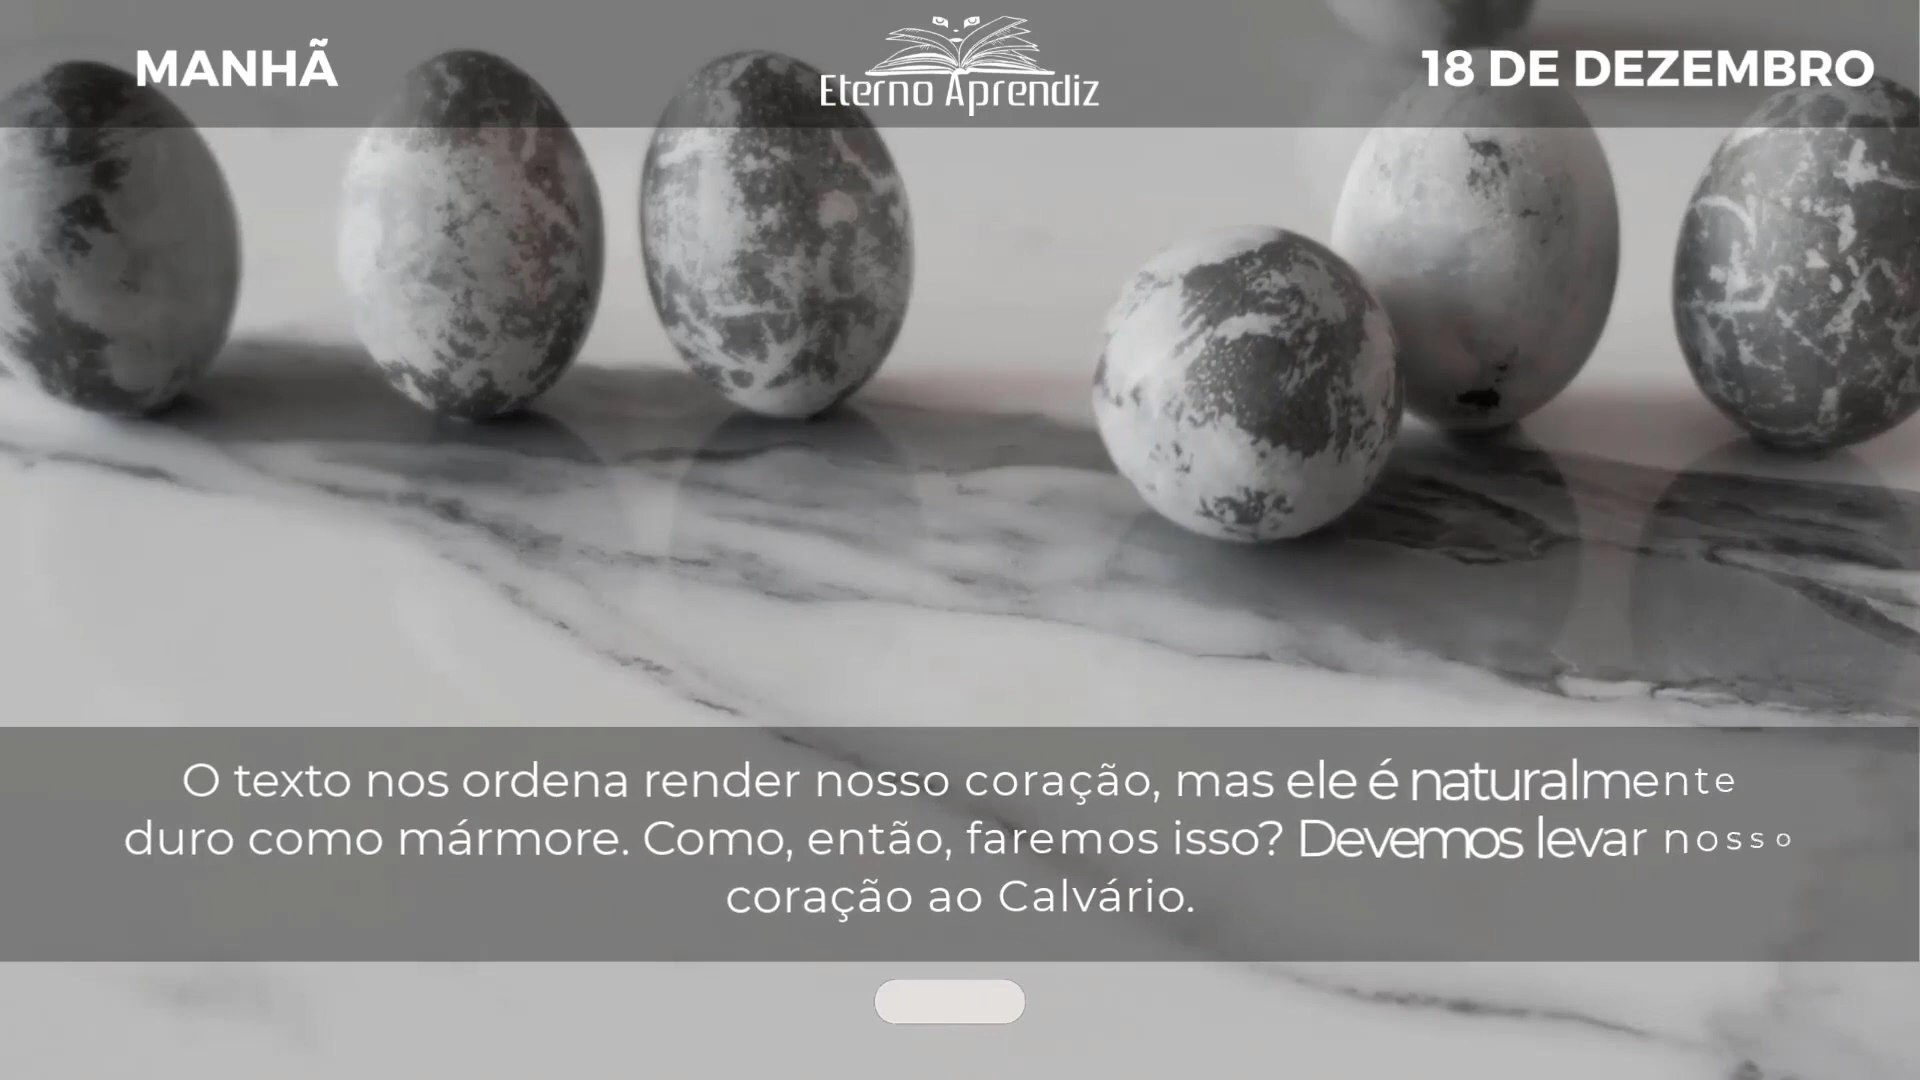 MANHÃ
Eterno Aprendiz
18 DE DEZEMBRO
O texto nos ordena render nosso coração, mas ele é naturalmente
duro como mármore. Como, então, faremos isso? Devemos levar nosso
coração ao Calvário.